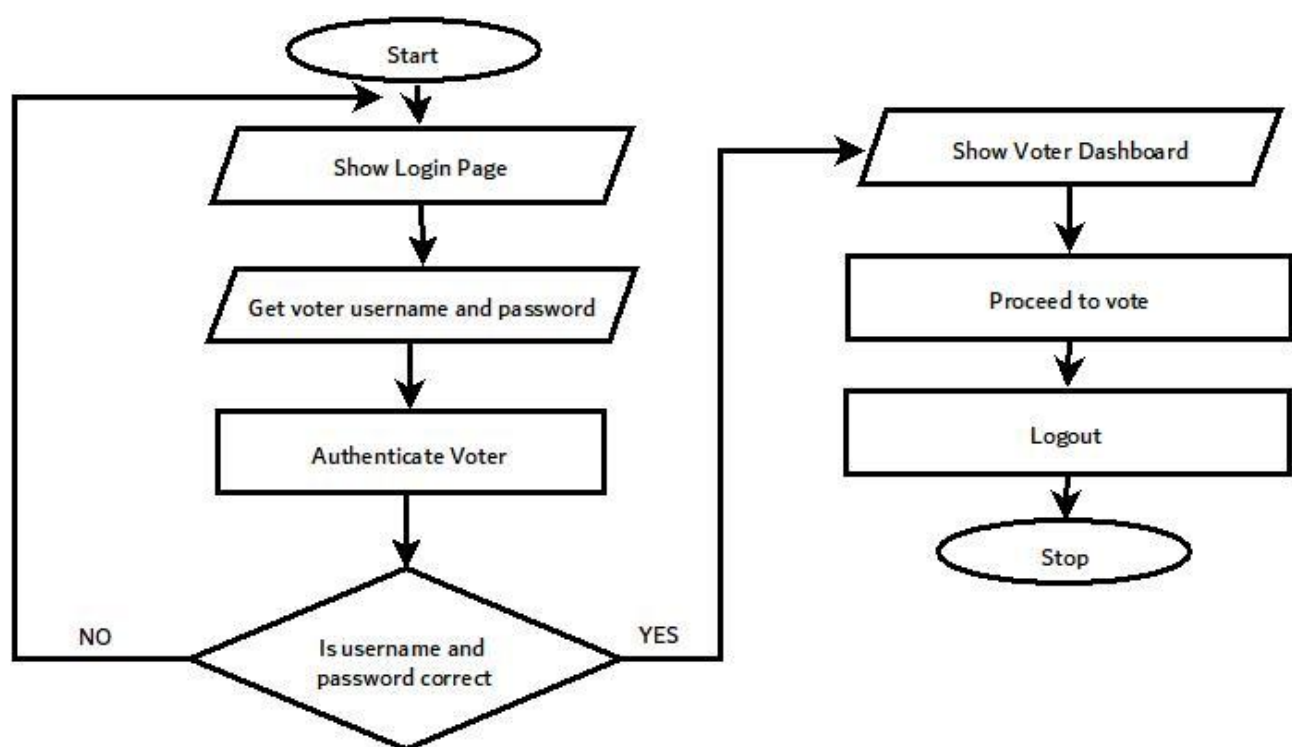 Start
Show Login Page
Get voter username and password
Authenticate Voter
Is username and
password correct
NO
YES
Show Voter Dashboard
Proceed to vote
Logout
Stop